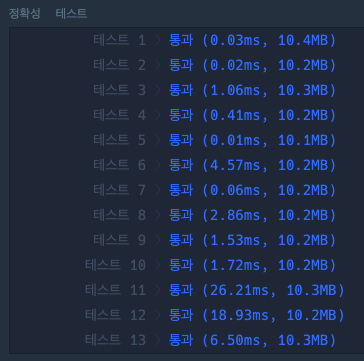 정확성 테스트
테스트 1 〉 통과 (0.03ms, 10.4MB)
테스트 2 〉 통과 (0.02ms, 10.2MB)
테스트 3 〉 통과 (1.06ms, 10.3MB)
테스트 4 〉 통과 (0.41ms, 10.2MB)
테스트 5 〉 통과 (0.01ms, 10.1MB)
테스트 6 〉 통과 (4.57ms, 10.2MB)
테스트 7 〉 통과 (0.06ms, 10.2MB)
테스트 8 〉 통과 (2.86ms, 10.2MB)
테스트 9 〉 통과 (1.53ms, 10.2MB)
테스트 10 〉 통과 (1.72ms, 10.2MB)
테스트 11 〉 통과 (26.21ms, 10.3MB)
테스트 12 〉 통과 (18.93ms, 10.2MB)
테스트 13 〉 통과 (6.50ms, 10.3MB)